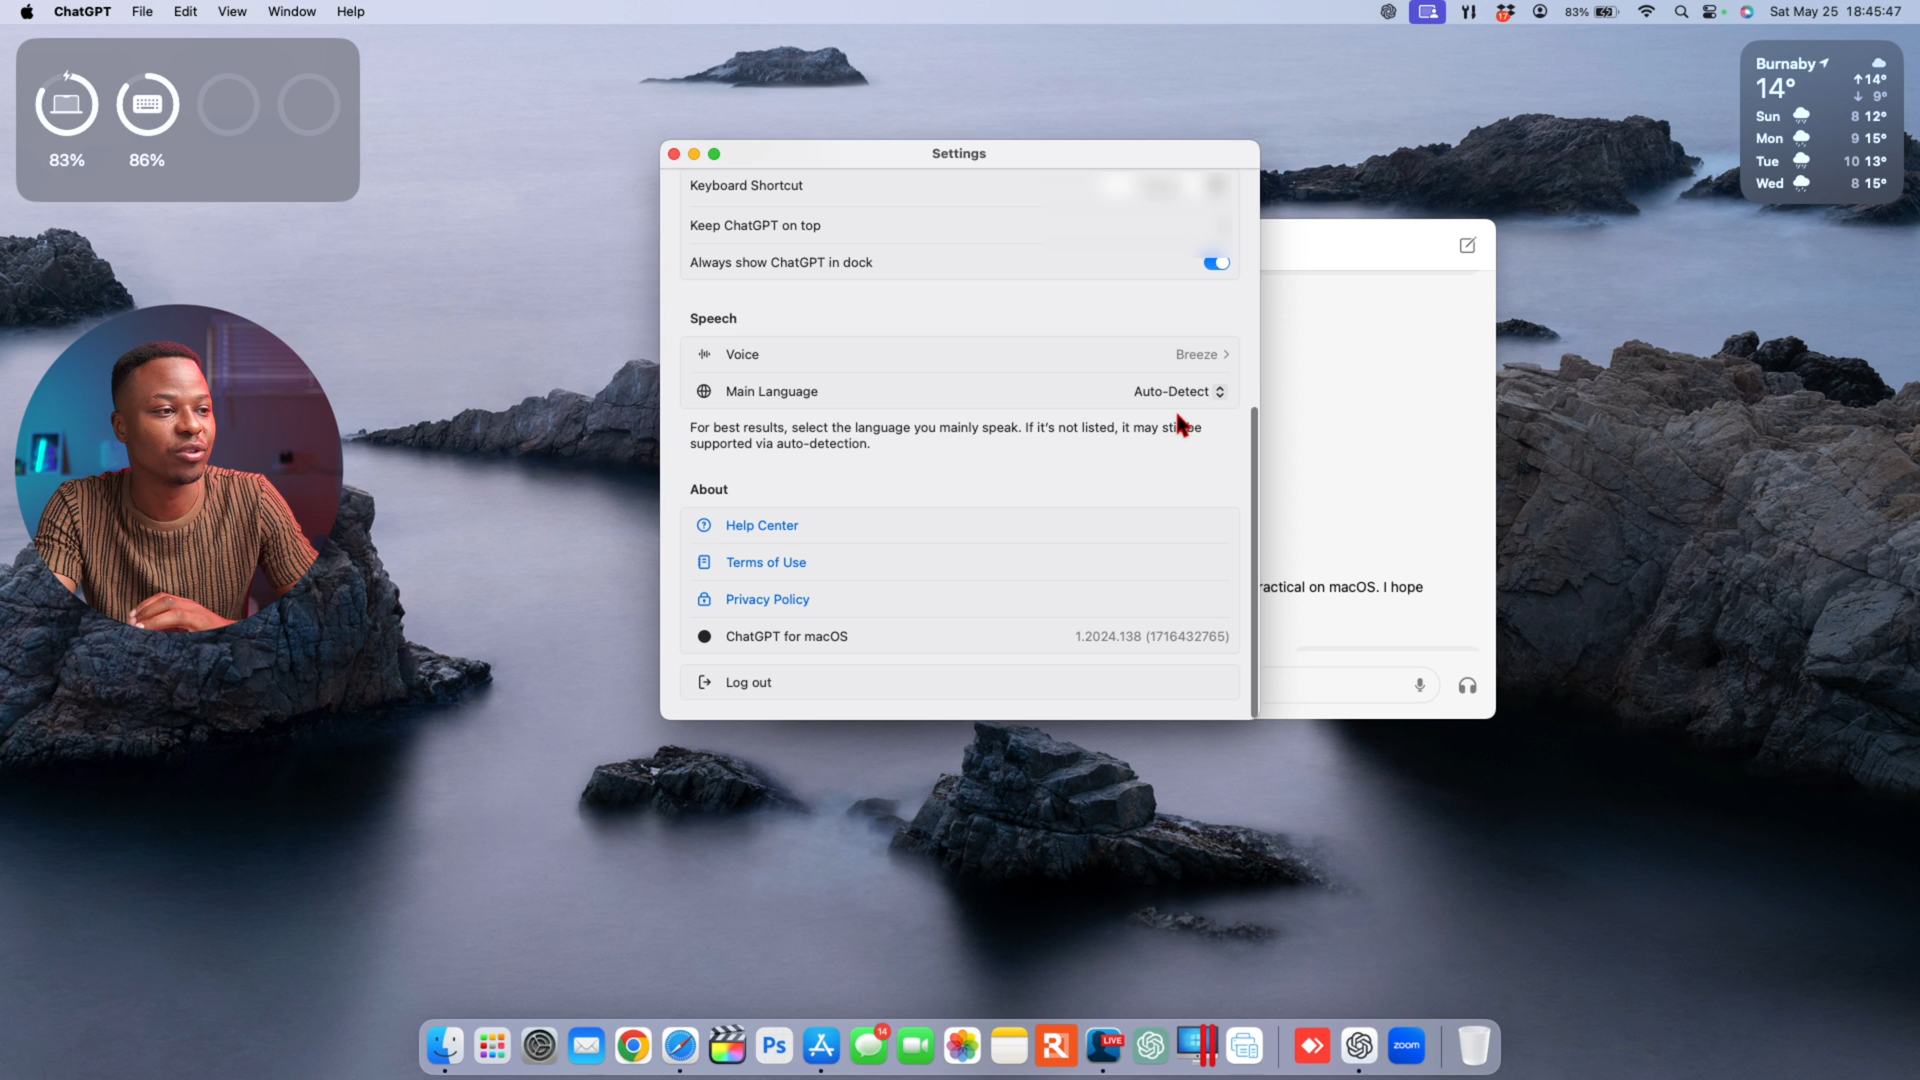 ChatGPT File Edit View Window Help
17 83% Sat May 25 18:45:47
83% 86%
Burnaby
14° 14°
9°
Sun 8 12°
Mon 9 15°
Tue 10 13°
Wed 8 15°
Settings
Keyboard Shortcut
Keep ChatGPT on top
Always show ChatGPT in dock
Speech
Voice Breeze
Main Language Auto-Detect
For best results, select the language you mainly speak. If it's not listed, it may still be
supported via auto-detection.
About
Help Center
Terms of Use
Privacy Policy
ChatGPT for macOS 1.2024.138 (1716432765)
Log out
ractical on macOS. I hope
Ps 14 R LIVE zoom